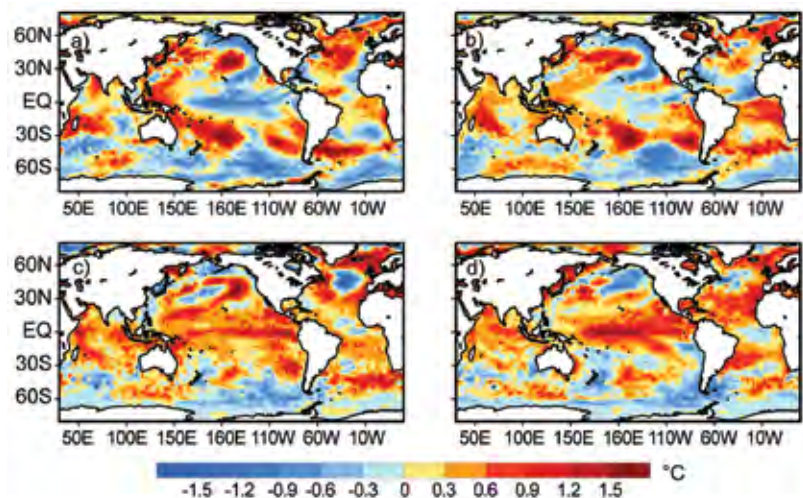 60N 30N EQ 30S 60S
a) b)
50E 100E 150E 160E 110W 60W 10W 50E 100E 150E 160E 110W 60W 10W
60N 30N EQ 30S 60S
c) d)
50E 100E 150E 160E 110W 60W 10W 50E 100E 150E 160E 110W 60W 10W
°C
-1.5 -1.2 -0.9 -0.6 -0.3 0 0.3 0.6 0.9 1.2 1.5